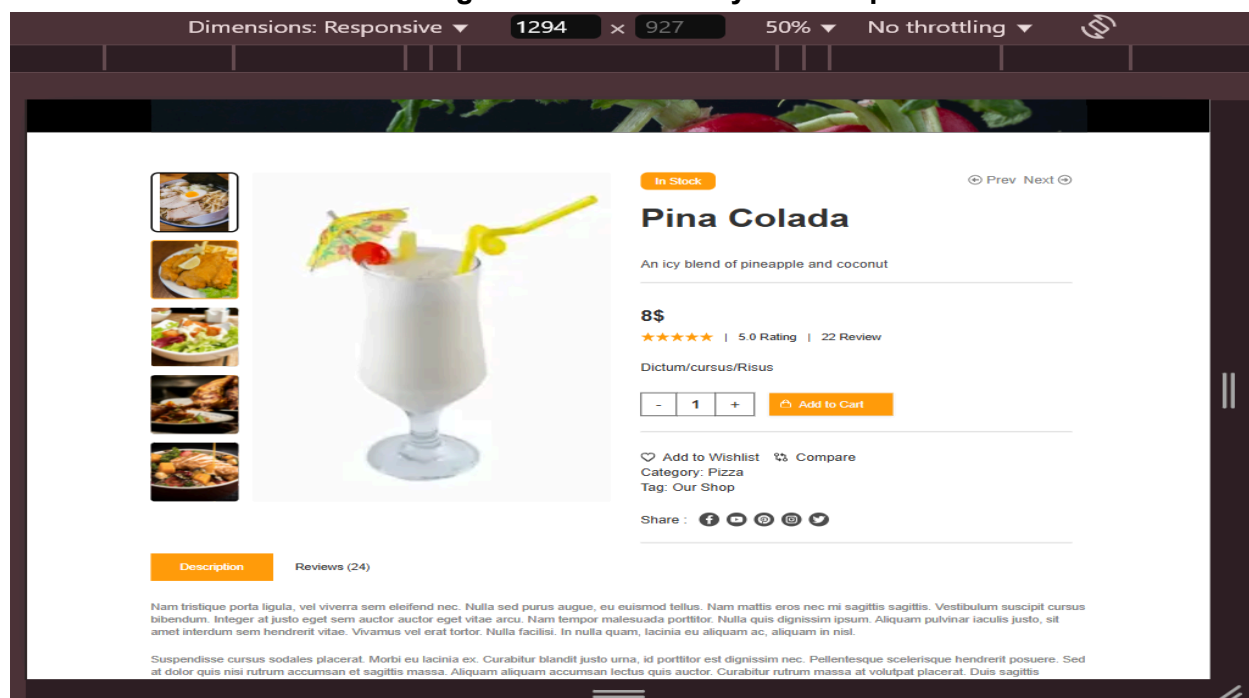 Dimensions: Responsive 1294 × 927 50% No throttling
In Stock
Prev Next
Pina Colada
An icy blend of pineapple and coconut
8$
★★★★★ | 5.0 Rating | 22 Review
Dictum/cursus/Risus
- 1 + Add to Cart
Add to Wishlist Compare
Category: Pizza
Tag: Our Shop
Share :
Description Reviews (24)
Nam tristique porta ligula, vel viverra sem eleifend nec. Nulla sed purus augue, eu euismod tellus. Nam mattis eros nec mi sagittis sagittis. Vestibulum suscipit cursus
bibendum. Integer at justo eget sem auctor auctor eget vitae arcu. Nam tempor malesuada porttitor. Nulla quis dignissim ipsum. Aliquam pulvinar iaculis justo, sit
amet interdum sem hendrerit vitae. Vivamus vel erat tortor. Nulla facilisi. In nulla quam, lacinia eu aliquam ac, aliquam in nisl.
Suspendisse cursus sodales placerat. Morbi eu lacinia ex. Curabitur blandit justo urna, id porttitor est dignissim nec. Pellentesque scelerisque hendrerit posuere. Sed
at dolor quis nisi rutrum accumsan et sagittis massa. Aliquam aliquam accumsan lectus quis auctor. Curabitur rutrum massa at volutpat placerat. Duis sagittis